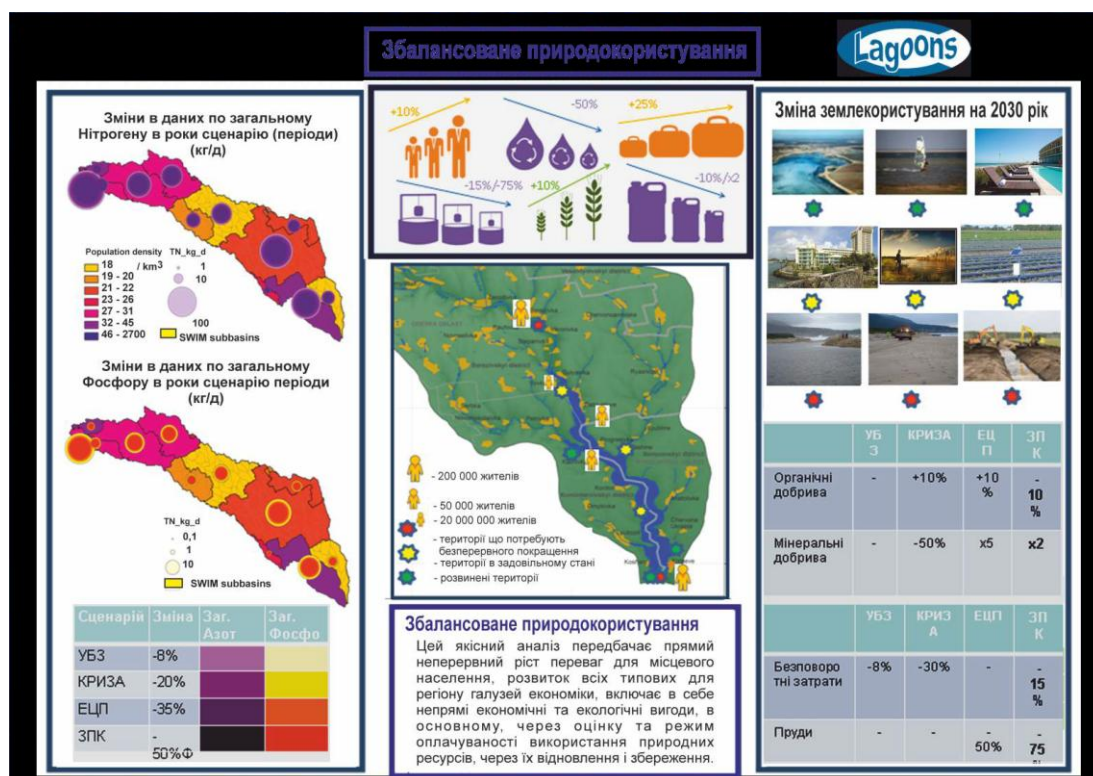 Збалансоване природокористування
Lagoons
Зміни в даних по загальному
Нітрогену в роки сценарію (періоди)
(кг/д)
Population density
/ km³
18
19 - 20
21 - 22
23 - 26
27 - 31
32 - 45
46 - 2700
TN_kg_d
1
10
100
SWIM subbasins
Зміни в даних по загальному
Фосфору в роки сценарію періоди
(кг/д)
TN_kg_d
0,1
1
10
SWIM subbasins
Сценарій Зміна Заг. Азот Заг. Фосфо
УБЗ -8%
КРИЗА -20%
ЕЦП -35%
ЗПК - 50%Ф
+10%
-50%
+25%
-15%/-75%
+10%
-10%/x2
- 200 000 жителів
- 50 000 жителів
- 20 000 000 жителів
- території що потребують
безперервного покращення
- території в задовільному стані
- розвинені території
Збалансоване природокористування
Цей якісний аналіз передбачає прямий
неперервний ріст переваг для місцевого
населення, розвиток всіх типових для
регіону галузей економіки, включає в себе
непрямі економічні та екологічні вигоди, в
основному, через оцінку та режим
оплачуваності використання природних
ресурсів, через їх відновлення і збереження.
Зміна землекористування на 2030 рік
УБ
З
КРИЗА
ЕЦ
П
ЗП
К
Органічні
добрива
-
+10%
+10
%
-
10
%
Мінеральні
добрива
-
-50%
x5
x2
УБЗ
КРИЗ
А
ЕЦП
ЗП
К
Безповоро
тні затрати
-8%
-30%
-
-
15
%
Пруди
-
-
-
50%
-
75